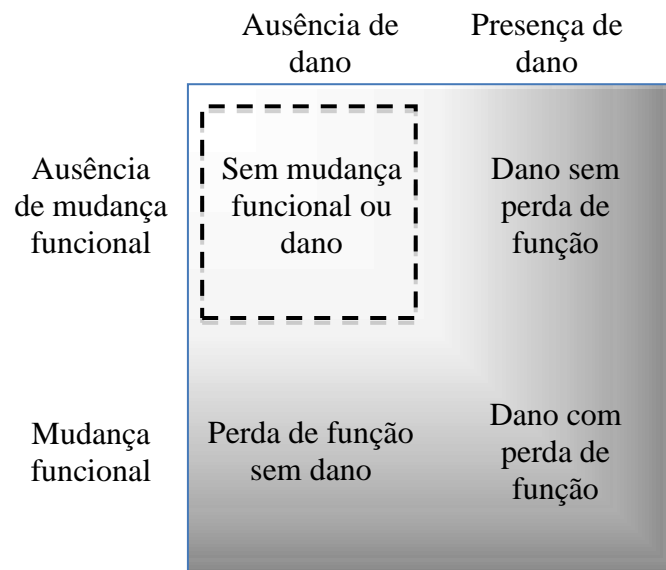 Ausência de
dano
Presença de
dano
Ausência
de mudança
funcional
Sem mudança
funcional ou
dano
Dano sem
perda de
função
Mudança
funcional
Perda de função
sem dano
Dano com
perda de
função